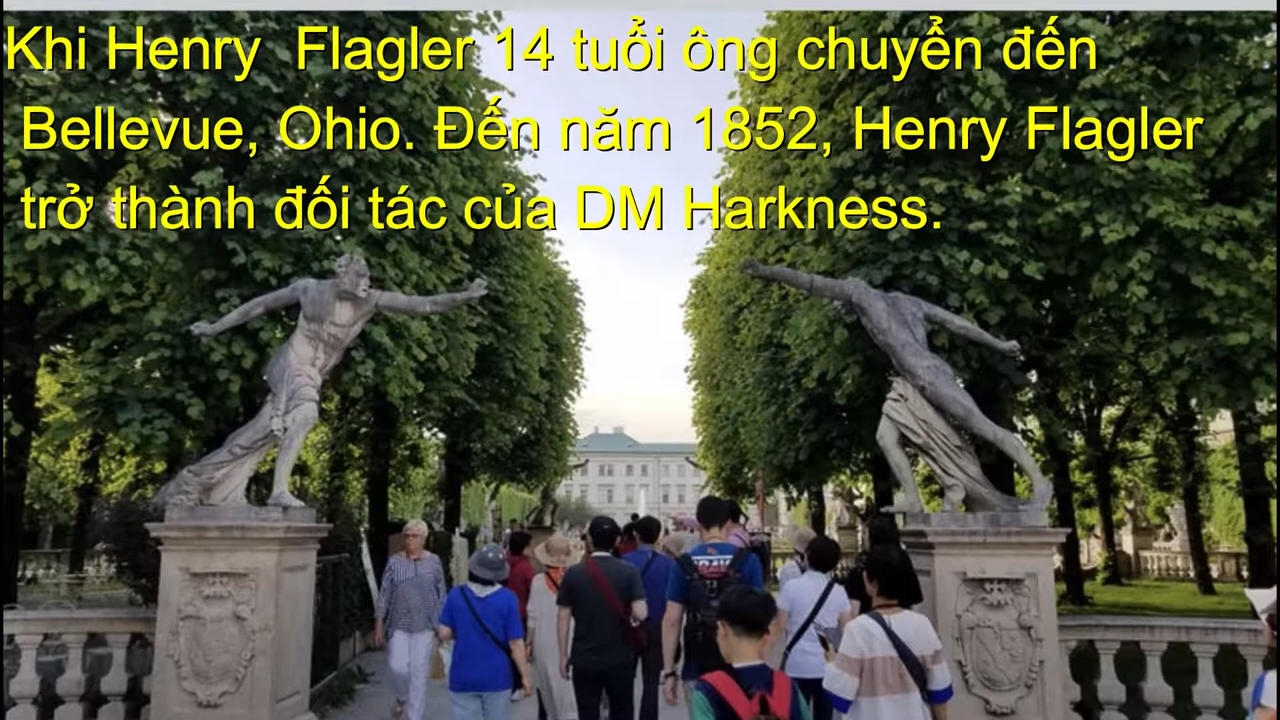 Khi Henry Flagler 14 tuổi ông chuyển đến
Bellevue, Ohio. Đến năm 1852, Henry Flagler
trở thành đối tác của DM Harkness.